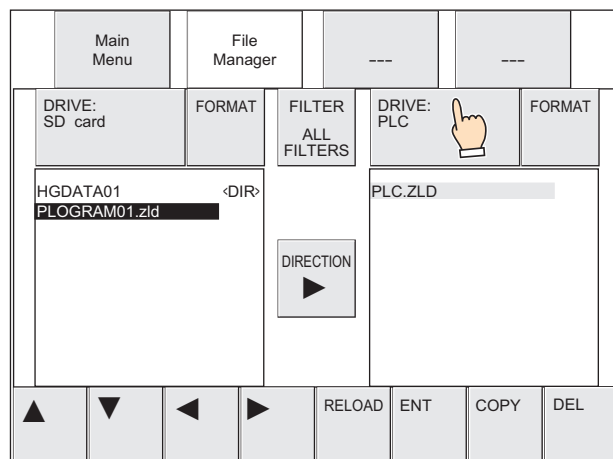 Main
Menu
File
Manager
---
---
DRIVE:
SD card
FORMAT
FILTER
ALL
FILTERS
DRIVE:
PLC
FORMAT
HGDATA01 <DIR>
PLOGRAM01.zld
PLC.ZLD
DIRECTION
RELOAD
ENT
COPY
DEL